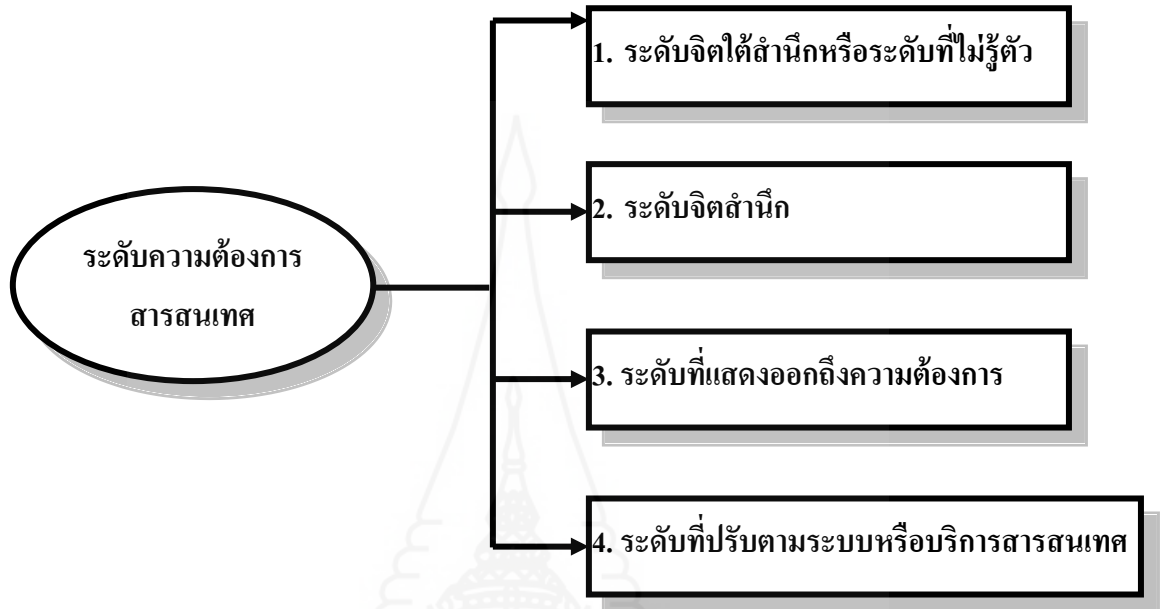 1. ระดับจิตใต้สำนึกหรือระดับที่ไม่รู้ตัว
2. ระดับจิตสำนึก
ระดับความต้องการ
สารสนเทศ
3. ระดับที่แสดงออกถึงความต้องการ
4. ระดับที่ปรับตามระบบหรือบริการสารสนเทศ